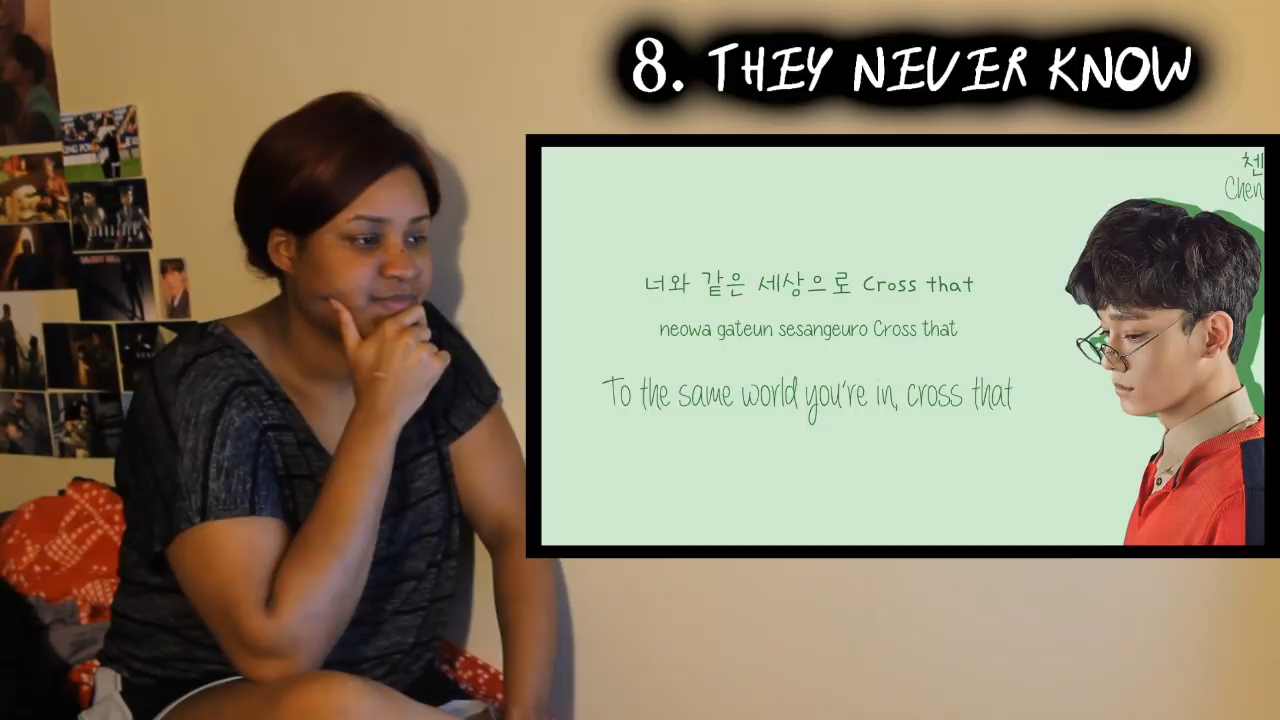 8. THEY NEVER KNOW
첸
Chen
너와 같은 세상으로 Cross that
neowa gateun sesangeuro Cross that
To the same world you're in, cross that